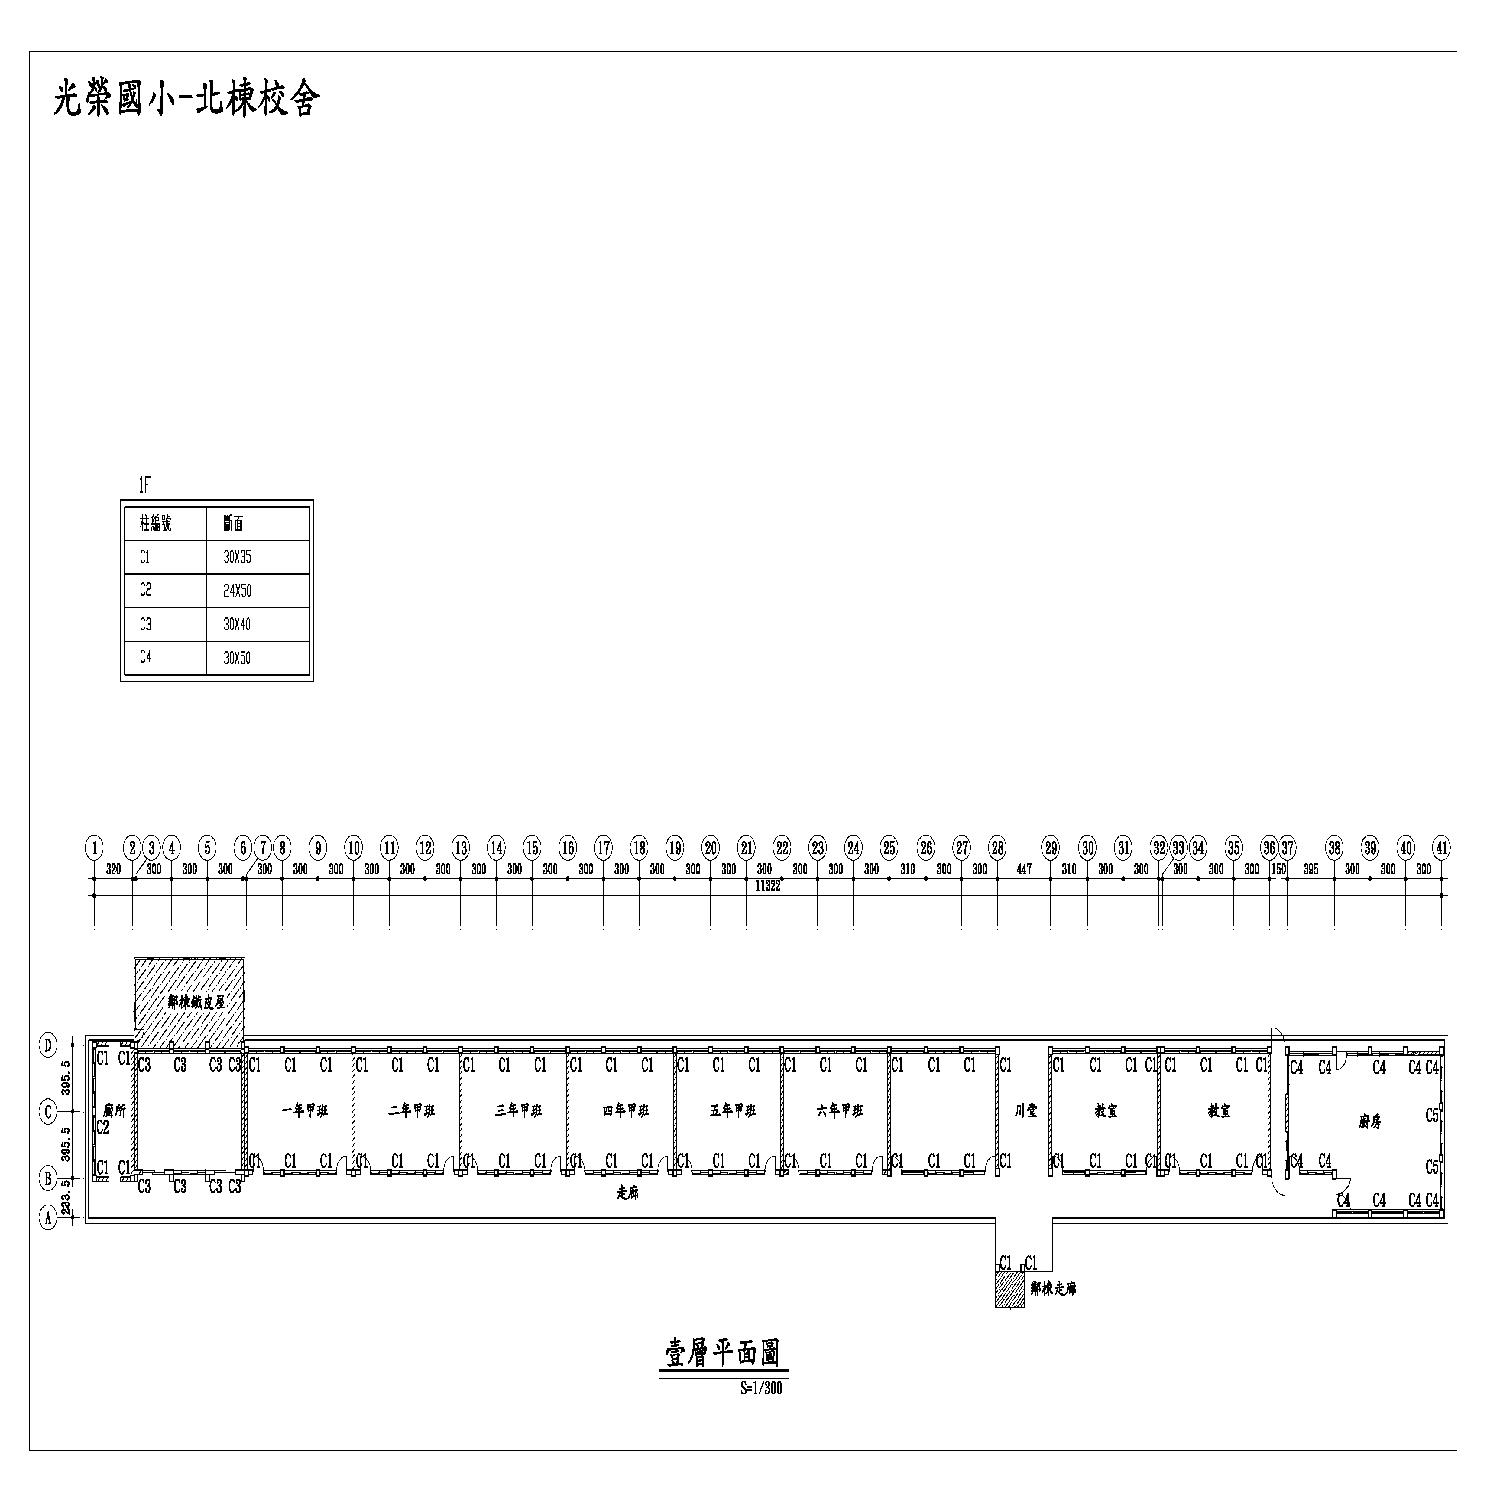 光榮國小-北棟校舍
1F
柱編號 斷面
C1 30X35
C2 24X50
C3 30X40
C4 30X50
1 2 3 4 5 6 7 8 9 10 11 12 13 14 15 16 17 18 19 20 21 22 23 24 25 26 27 28 29 30 31 32 33 34 35 36 37 38 39 40 41
320 300 300 300 300 300 300 300 300 300 300 300 300 300 300 300 300 300 300 300 300 300 310 300 300 447 310 300 300 300 300 300 150 395 300 300 300
11322
鄰棟鐵皮屋
D
C1 C1 C3 C3 C3 C3 C1 C1 C1 C1 C1 C1 C1 C1 C1 C1 C1 C1 C1 C1 C1 C1 C1 C1 C1 C1 C1 C1 C1 C1 C1 C1 C1 C1 C1 C4 C4 C4 C4 C4
395.5
C
廁所 一年甲班 二年甲班 三年甲班 四年甲班 五年甲班 六年甲班 川堂 教室 教室 廚房
C2 C5
395.5
C1 C1 C1 C1 C1 C1 C1 C1 C1 C1 C1 C1 C1 C1 C1 C1 C1 C1 C1 C1 C1 C1 C1 C1 C1 C1 C1 C1 C1 C1 C1 C4 C4 C5
B
C3 C3 C3 C3
走廊
233.5
C4 C4 C4 C4
A
C1 C1
鄰棟走廊
壹層平面圖
S=1/300